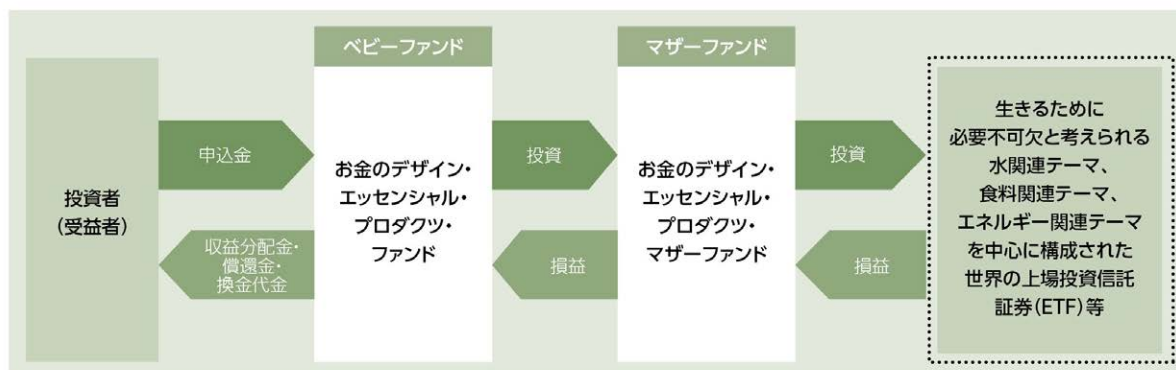 投資者
(受益者)
申込金
収益分配金・
償還金・
換金代金
ベビーファンド
お金のデザイン・
エッセンシャル・
プロダクツ・
ファンド
投資
損益
マザーファンド
お金のデザイン・
エッセンシャル・
プロダクツ・
マザーファンド
投資
損益
生きるために
必要不可欠と考えられる
水関連テーマ、
食料関連テーマ、
エネルギー関連テーマ
を中心に構成された
世界の上場投資信託
証券(ETF)等